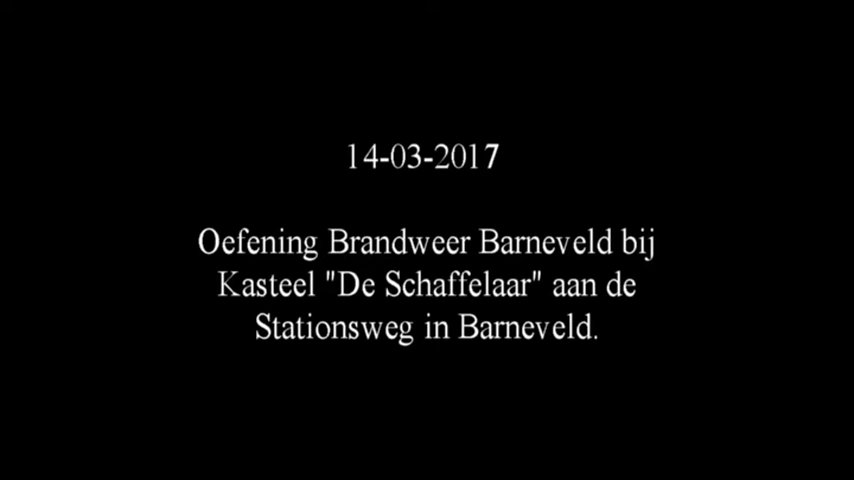 14-03-2017
Oefening Brandweer Barneveld bij
Kasteel "De Schaffelaar" aan de
Stationsweg in Barneveld.